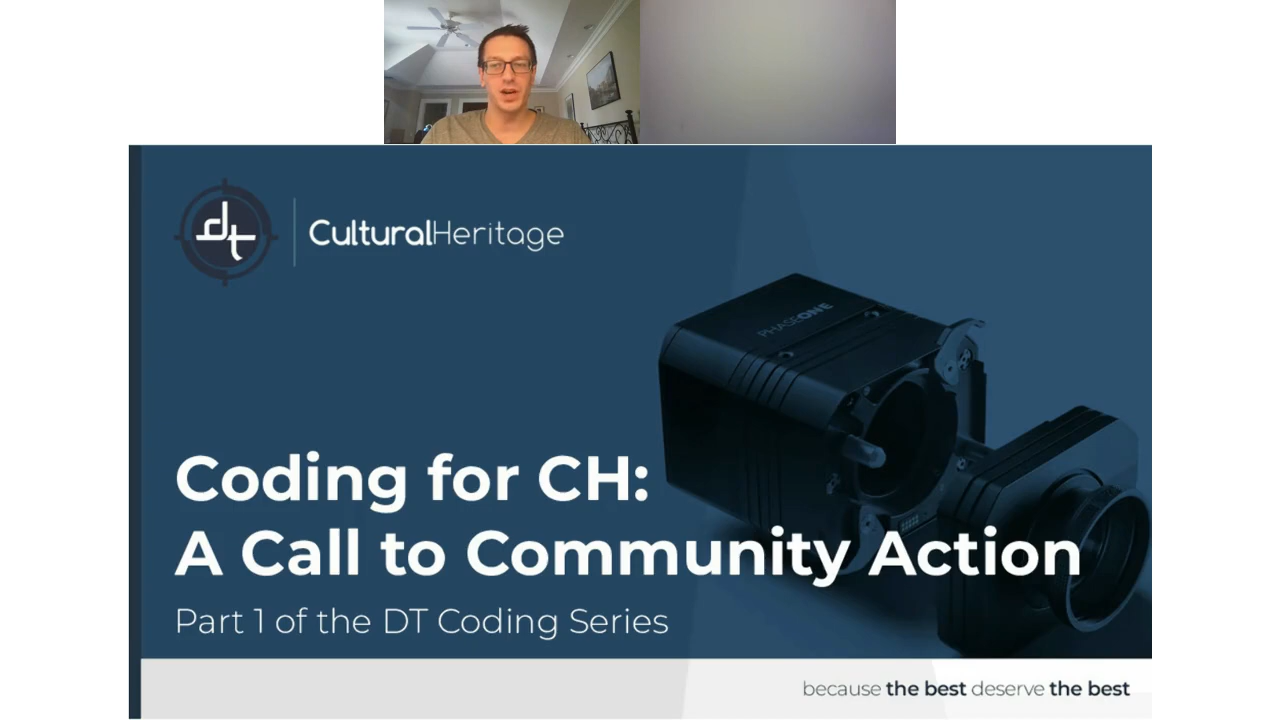 dt
CulturalHeritage
PHASEONE
Coding for CH:
A Call to Community Action
Part 1 of the DT Coding Series
because the best deserve the best